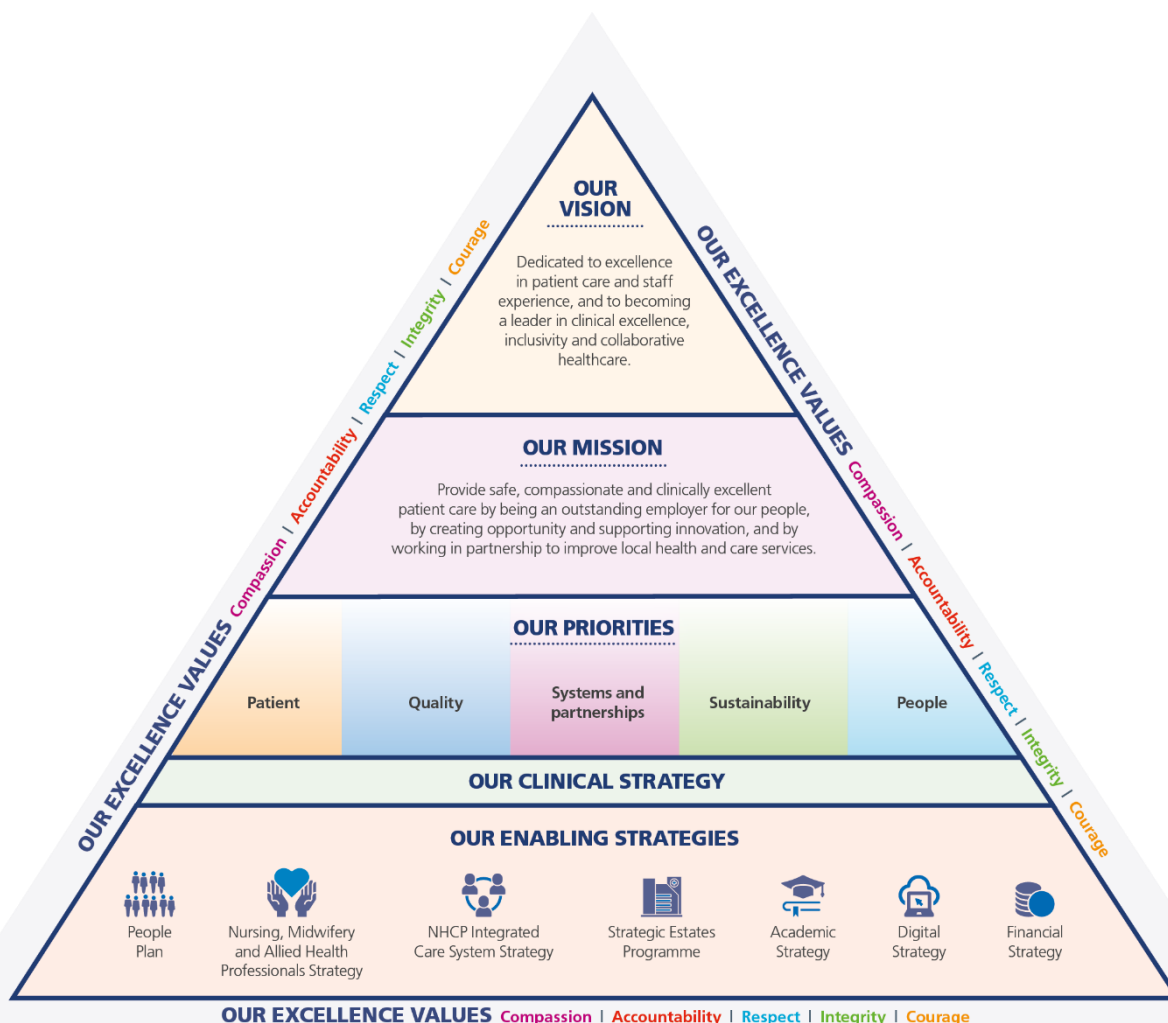 OUR
VISION
Dedicated to excellence
in patient care and staff
experience, and to becoming
a leader in clinical excellence,
inclusivity and collaborative
healthcare.
OUR MISSION
Provide safe, compassionate and clinically excellent
patient care by being an outstanding employer for our people,
by creating opportunity and supporting innovation, and by
working in partnership to improve local health and care services.
OUR PRIORITIES
Patient
Quality
Systems and
partnerships
Sustainability
People
OUR CLINICAL STRATEGY
OUR ENABLING STRATEGIES
People
Plan
Nursing, Midwifery
and Allied Health
Professionals Strategy
NHCP Integrated
Care System Strategy
Strategic Estates
Programme
Academic
Strategy
Digital
Strategy
Financial
Strategy
OUR EXCELLENCE VALUES Compassion | Accountability | Respect | Integrity | Courage
OUR EXCELLENCE VALUES Compassion | Accountability | Respect | Integrity | Courage
OUR EXCELLENCE VALUES Compassion | Accountability | Respect | Integrity | Courage